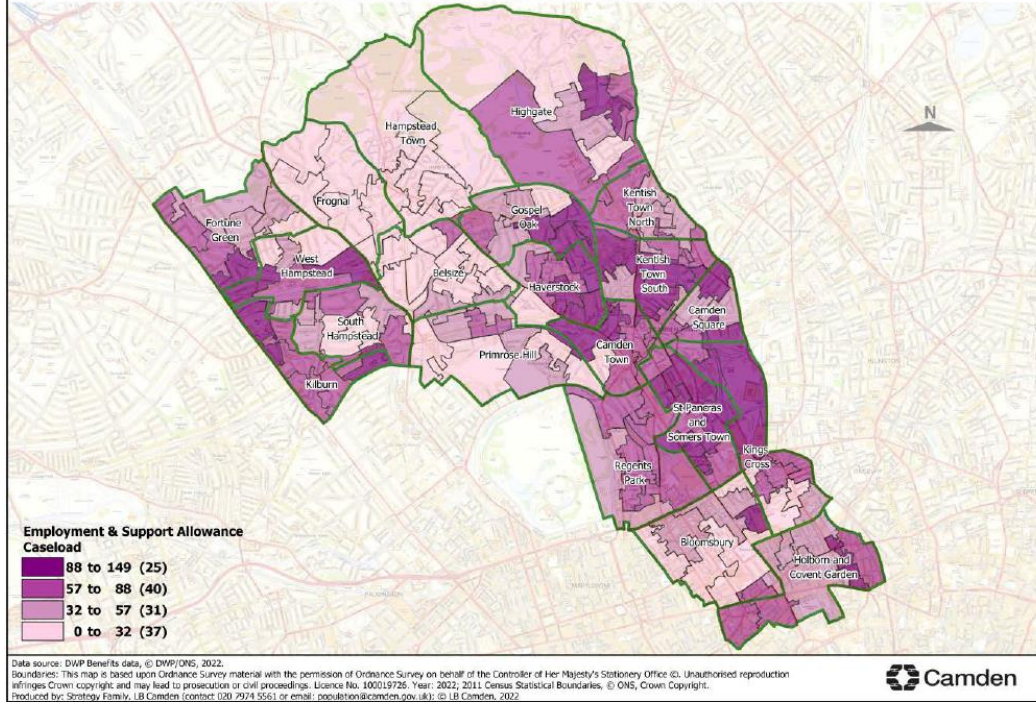 Highgate
N
Hampstead
Town
Frognal
Kentish
Town
North
Gospel
Oak
Fortune
Green
West
Hampstead
Belsize
Haverstock
Kentish
Town
South
Camden
Square
South
Hampstead
Camden
Town
Primrose Hill
Kilburn
St Pancras
and
Somers Town
Kings
Cross
Regents
Park
Bloomsbury
Holborn and
Covent Garden
Employment & Support Allowance
Caseload
88 to 149 (25)
57 to 88 (40)
32 to 57 (31)
0 to 32 (37)
Data source: DWP Benefits data, © DWP/ONS, 2022.
Boundaries: This map is based upon Ordnance Survey material with the permission of Ordnance Survey on behalf of the Controller of Her Majesty's Stationery Office ©. Unauthorised reproduction
infringes Crown copyright and may lead to prosecution or civil proceedings. Licence No. 100019726. Year: 2022; 2011 Census Statistical Boundaries, © ONS, Crown Copyright.
Produced by: Strategy Family, LB Camden [contact 020 7974 5561 or email: population@camden.gov.uk]: © LB Camden, 2022
Camden